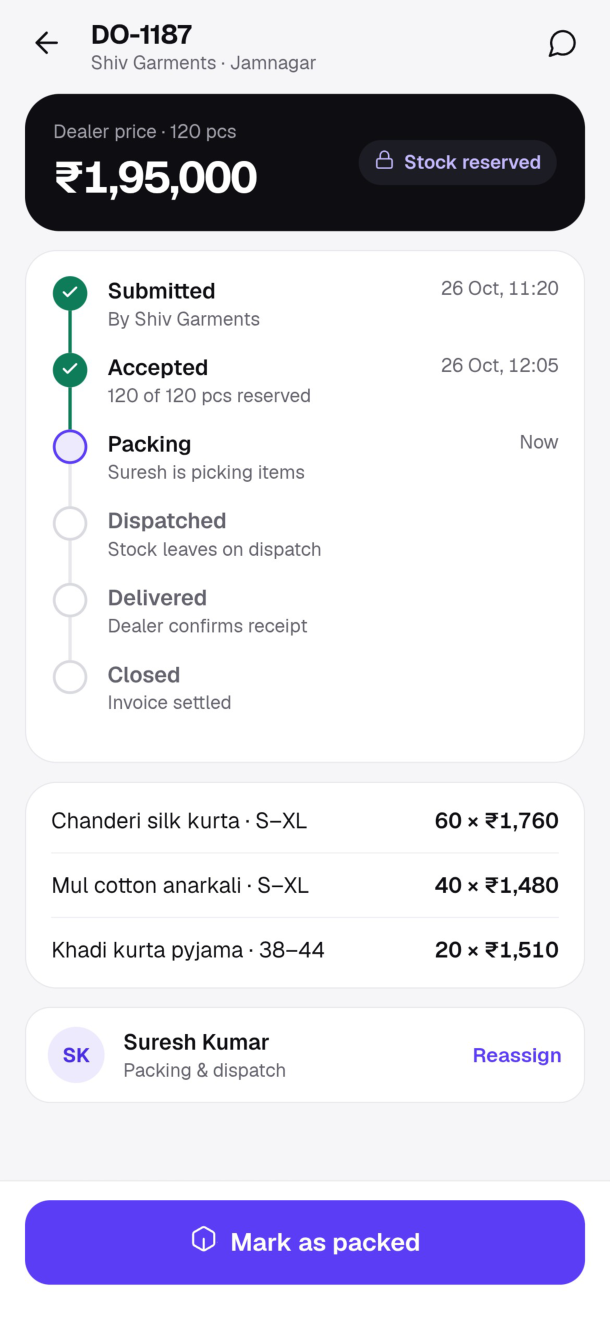 DO-1187
Shiv Garments · Jamnagar
Dealer price · 120 pcs
₹1,95,000
Stock reserved
Submitted
26 Oct, 11:20
By Shiv Garments
Accepted
26 Oct, 12:05
120 of 120 pcs reserved
Packing
Now
Suresh is picking items
Dispatched
Stock leaves on dispatch
Delivered
Dealer confirms receipt
Closed
Invoice settled
Chanderi silk kurta · S–XL
60 × ₹1,760
Mul cotton anarkali · S–XL
40 × ₹1,480
Khadi kurta pyjama · 38–44
20 × ₹1,510
SK
Suresh Kumar
Packing & dispatch
Reassign
Mark as packed